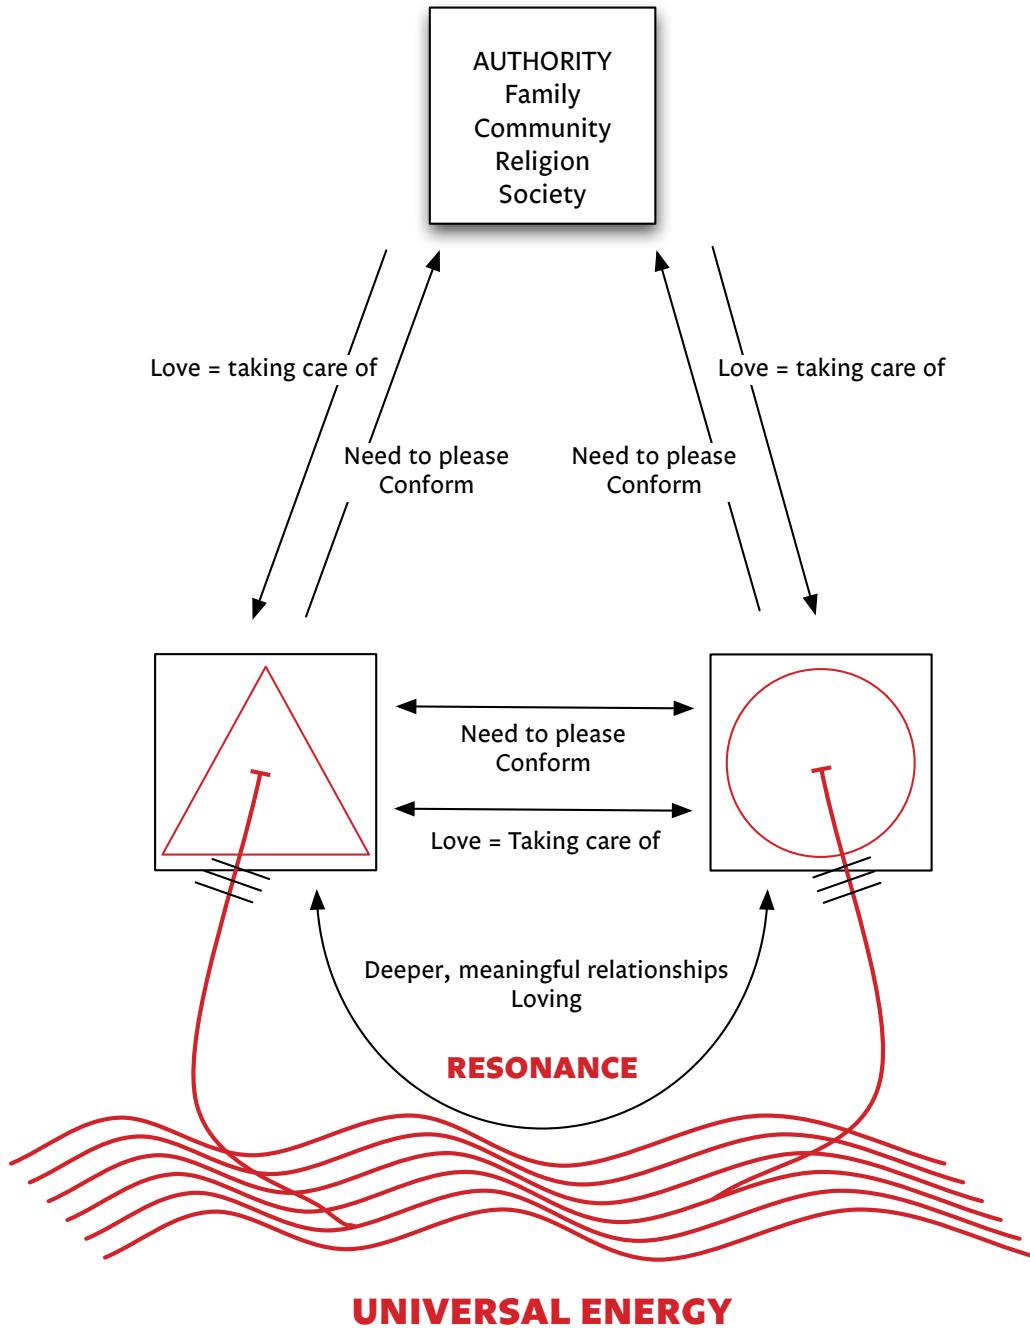 AUTHORITY
Family
Community
Religion
Society
Love = taking care of
Love = taking care of
Need to please
Conform
Need to please
Conform
Need to please
Conform
Love = Taking care of
Deeper, meaningful relationships
Loving
RESONANCE
UNIVERSAL ENERGY